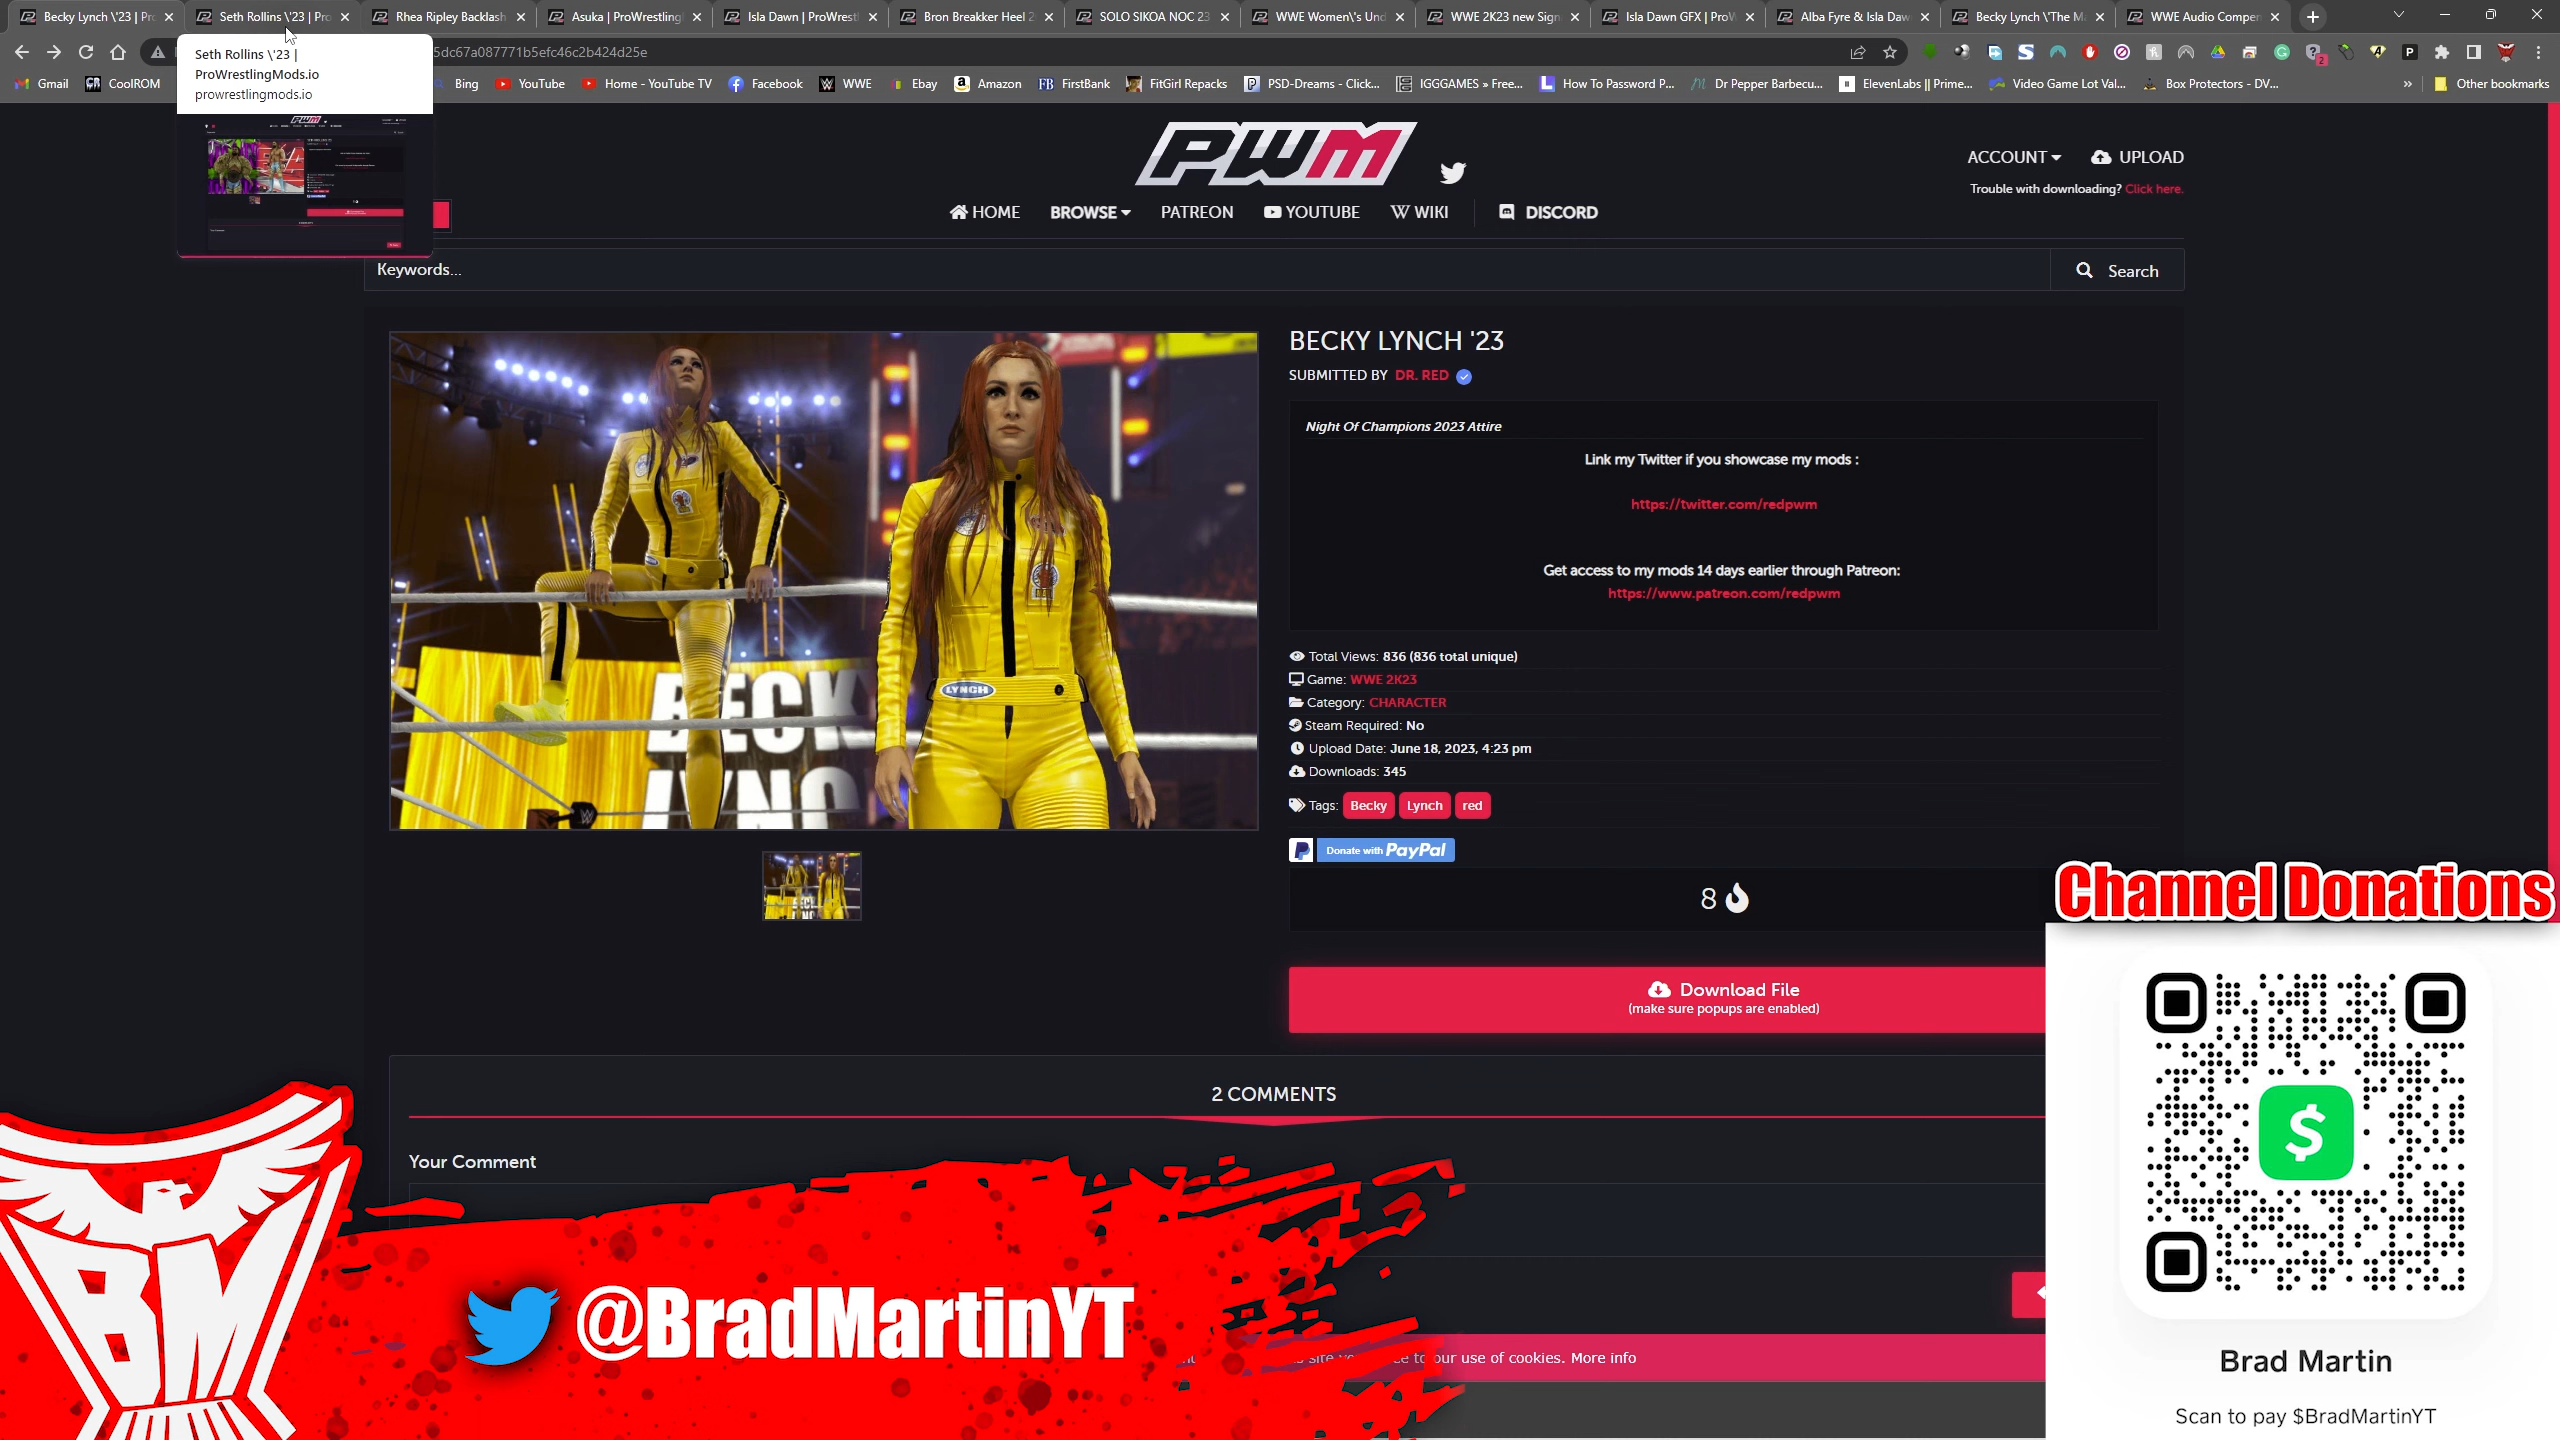 Becky Lynch \'23 | Pro
Seth Rollins \'23 | Pro
Rhea Ripley Backlash
Asuka | ProWrestling
Isla Dawn | ProWrest
Bron Breakker Heel 2
SOLO SIKOA NOC 23
WWE Women\'s Und
WWE 2K23 new Sign
Isla Dawn GFX | ProW
Alba Fyre & Isla Daw
Becky Lynch \'The M
WWE Audio Compen
5dc67a087771b5efc46c2b424d25e
Seth Rollins \'23 |
ProWrestlingMods.io
prowrestlingmods.io
Gmail
CoolROM
Bing
YouTube
Home - YouTube TV
Facebook
WWE
Ebay
Amazon
FirstBank
FitGirl Repacks
PSD-Dreams - Click...
IGGGAMES » Free...
How To Password P...
Dr Pepper Barbecu...
ElevenLabs || Prime...
Video Game Lot Val...
Box Protectors - DV...
»
Other bookmarks
PWM
ACCOUNT
UPLOAD
Trouble with downloading? Click here.
HOME
BROWSE
PATREON
YOUTUBE
WIKI
DISCORD
Keywords...
Search
BECKY LYNCH '23
SUBMITTED BY DR. RED
Night Of Champions 2023 Attire
Link my Twitter if you showcase my mods :
https://twitter.com/redpwm
Get access to my mods 14 days earlier through Patreon:
https://www.patreon.com/redpwm
Total Views: 836 (836 total unique)
Game: WWE 2K23
Category: CHARACTER
Steam Required: No
Upload Date: June 18, 2023, 4:23 pm
Downloads: 345
Tags: Becky Lynch red
Donate with PayPal
8
LYNCH
Download File
(make sure popups are enabled)
2 COMMENTS
Your Comment
our use of cookies. More info
BM
@BradMartinYT
Channel Donations
$
Brad Martin
Scan to pay $BradMartinYT